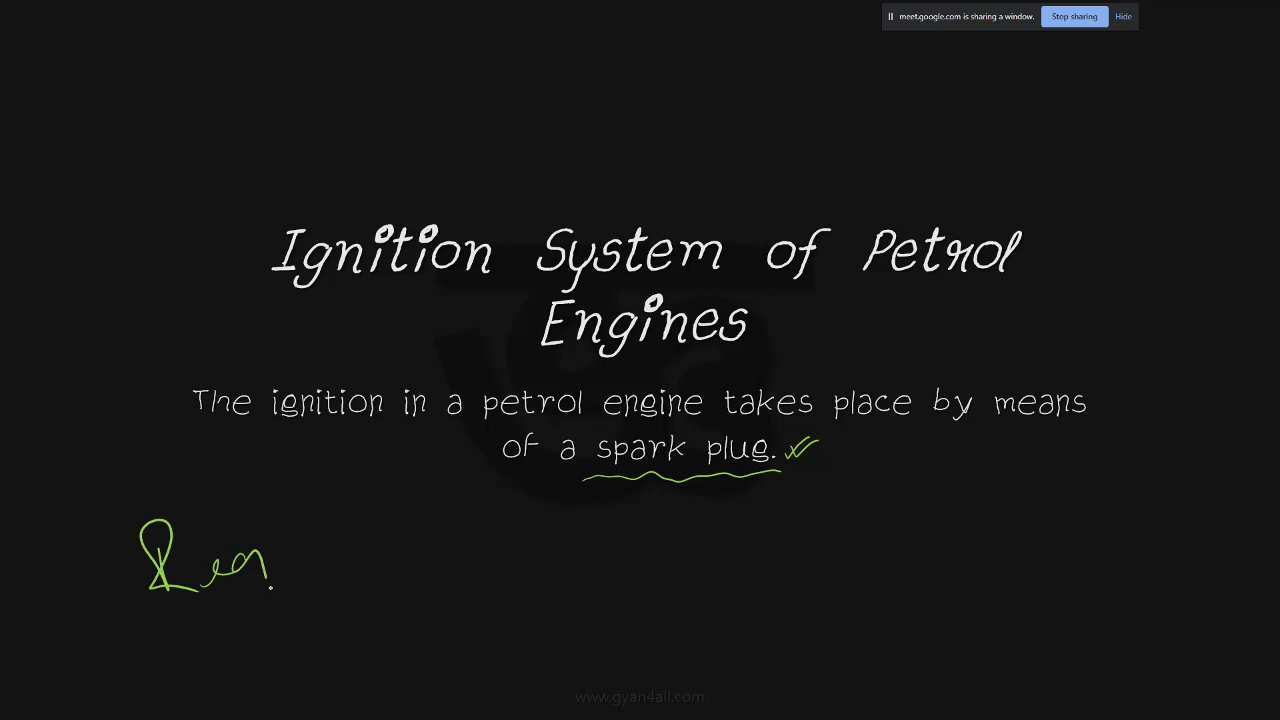 meet.google.com is sharing a window. Stop sharing Hide
Ignition System of Petrol
Engines
The ignition in a petrol engine takes place by means
of a spark plug.
www.gyan4all.com